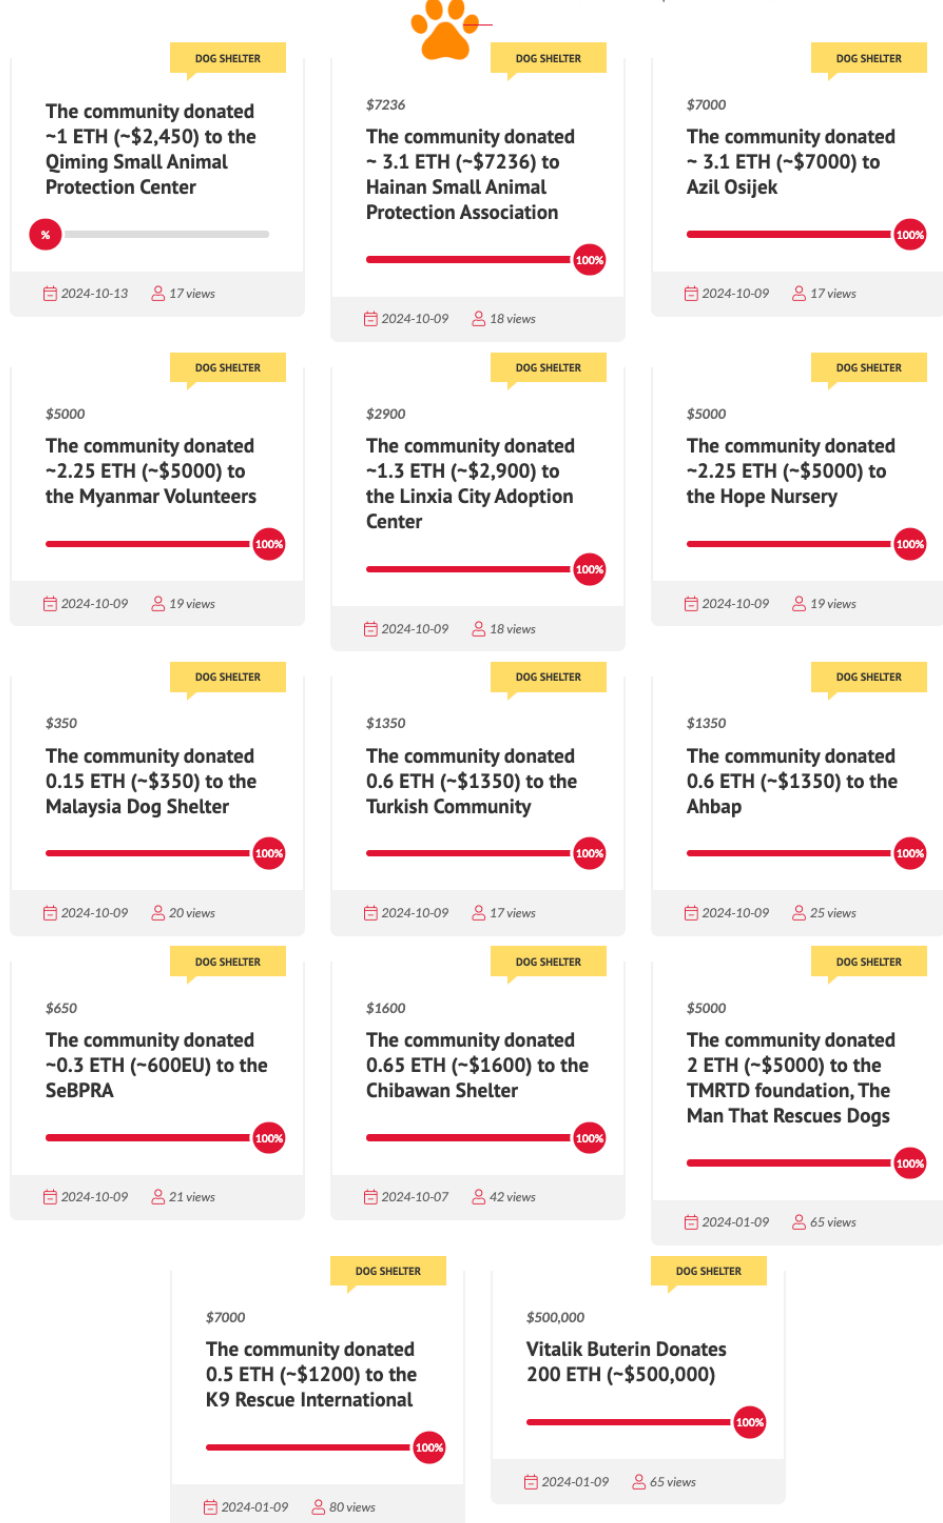 DOG SHELTER
The community donated
~1 ETH (~$2,450) to the
Qiming Small Animal
Protection Center
%
2024-10-13 17 views
DOG SHELTER
$7236
The community donated
~ 3.1 ETH (~$7236) to
Hainan Small Animal
Protection Association
100%
2024-10-09 18 views
DOG SHELTER
$7000
The community donated
~ 3.1 ETH (~$7000) to
Azil Osijek
100%
2024-10-09 17 views
DOG SHELTER
$5000
The community donated
~2.25 ETH (~$5000) to
the Myanmar Volunteers
100%
2024-10-09 19 views
DOG SHELTER
$2900
The community donated
~1.3 ETH (~$2,900) to
the Linxia City Adoption
Center
100%
2024-10-09 18 views
DOG SHELTER
$5000
The community donated
~2.25 ETH (~$5000) to
the Hope Nursery
100%
2024-10-09 19 views
DOG SHELTER
$350
The community donated
0.15 ETH (~$350) to the
Malaysia Dog Shelter
100%
2024-10-09 20 views
DOG SHELTER
$1350
The community donated
0.6 ETH (~$1350) to the
Turkish Community
100%
2024-10-09 17 views
DOG SHELTER
$1350
The community donated
0.6 ETH (~$1350) to the
Ahbap
100%
2024-10-09 25 views
DOG SHELTER
$650
The community donated
~0.3 ETH (~600EU) to the
SeBPRA
100%
2024-10-09 21 views
DOG SHELTER
$1600
The community donated
0.65 ETH (~$1600) to the
Chibawan Shelter
100%
2024-10-07 42 views
DOG SHELTER
$5000
The community donated
2 ETH (~$5000) to the
TMRTD foundation, The
Man That Rescues Dogs
100%
2024-01-09 65 views
DOG SHELTER
$7000
The community donated
0.5 ETH (~$1200) to the
K9 Rescue International
100%
2024-01-09 80 views
DOG SHELTER
$500,000
Vitalik Buterin Donates
200 ETH (~$500,000)
100%
2024-01-09 65 views